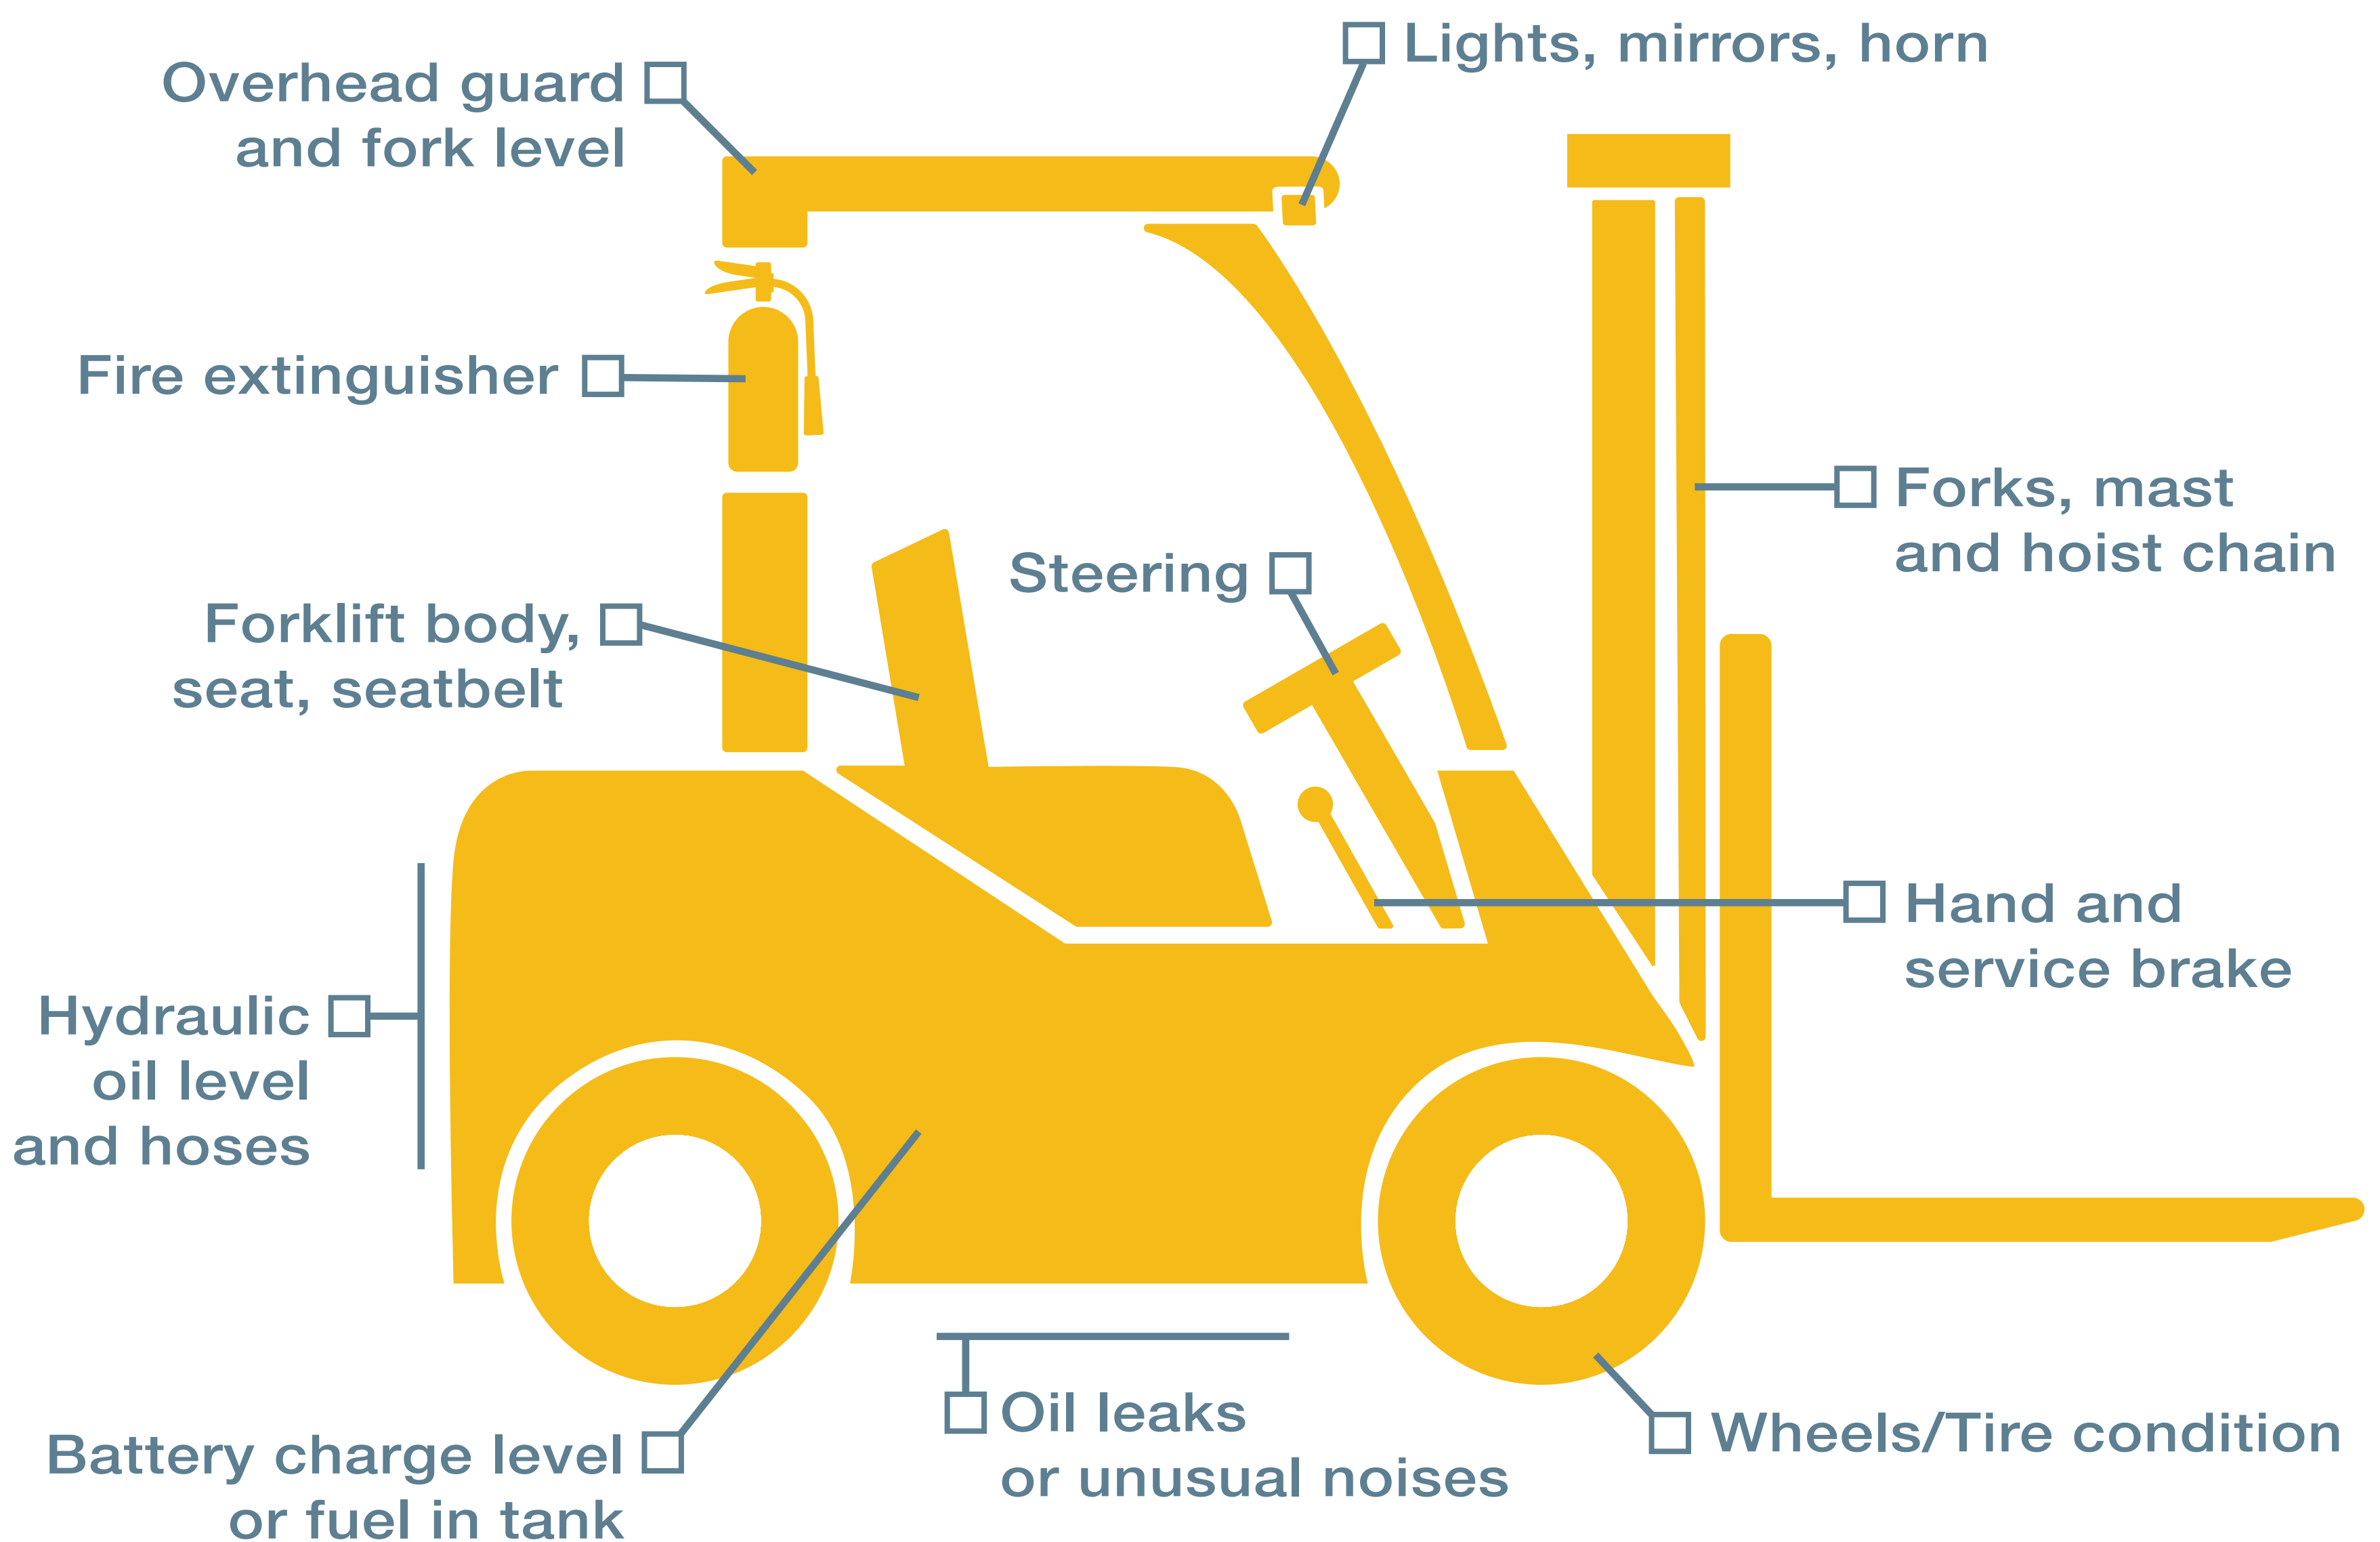 Overhead guard
and fork level
Lights, mirrors, horn
Fire extinguisher
Forks, mast
and hoist chain
Steering
Forklift body,
seat, seatbelt
Hand and
service brake
Hydraulic
oil level
and hoses
Oil leaks
or unusual noises
Wheels/Tire condition
Battery charge level
or fuel in tank